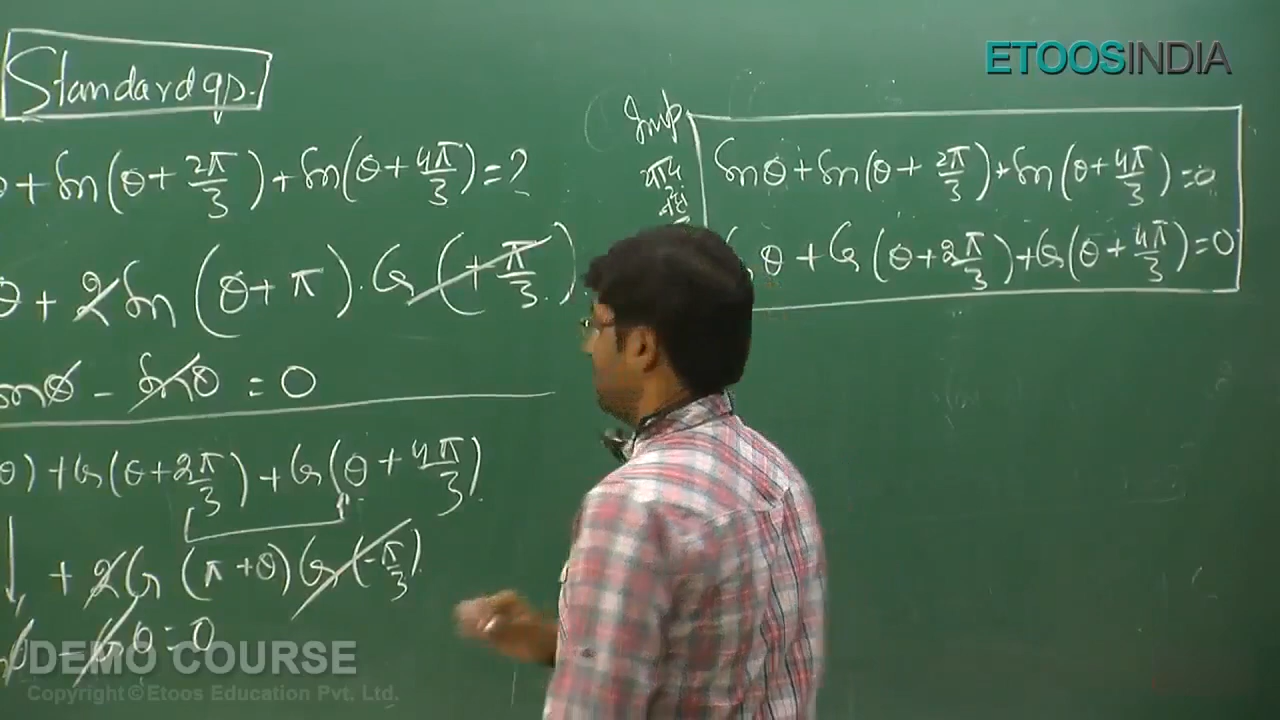 ETOOSINDIA
Standard qs.
θ + sin(θ + 2π/3) + sin(θ + 4π/3) = ?
θ + 2 sin(θ + π) . cos(+ π/3)
sinθ - sinθ = 0
θ) + cos(θ + 2π/3) + cos(θ + 4π/3)
+ 2 cos(π + θ) cos(-π/3)
- cosθ = 0
Imp
याद
sinθ + sin(θ + 2π/3) + sin(θ + 4π/3) = 0
θ + cos(θ + 2π/3) + cos(θ + 4π/3) = 0
DEMO COURSE
Copyright © Etoos Education Pvt. Ltd.